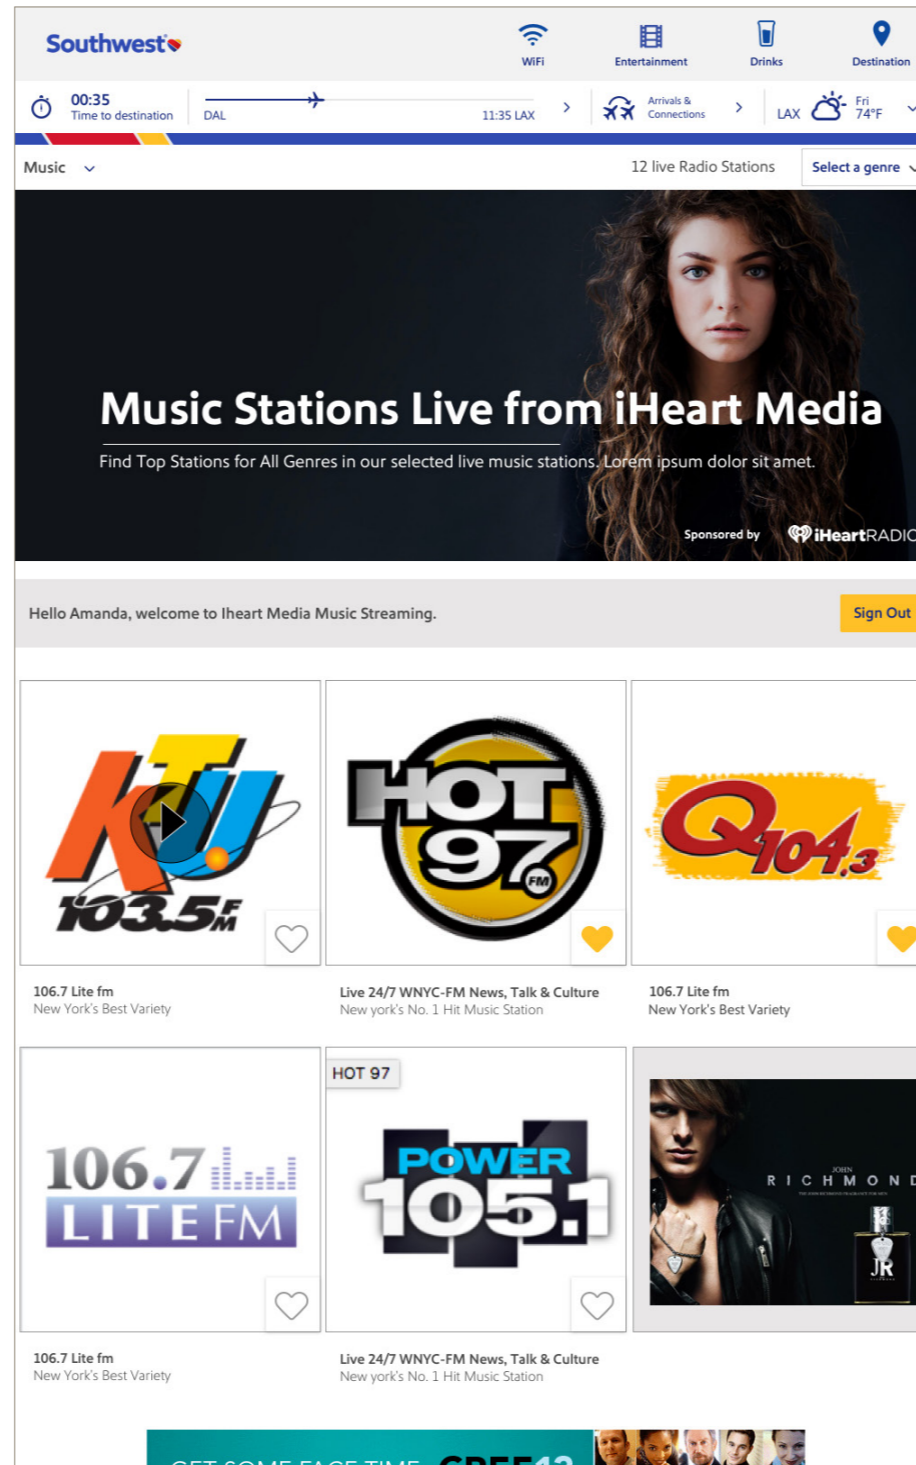 Southwest
WiFi
Entertainment
Drinks
Destination
00:35
Time to destination
DAL
11:35 LAX
Arrivals &
Connections
LAX
Fri
74°F
Music
12 live Radio Stations
Select a genre
Music Stations Live from iHeart Media
Find Top Stations for All Genres in our selected live music stations. Lorem ipsum dolor sit amet.
Sponsored by
iHeartRADIO
Hello Amanda, welcome to Iheart Media Music Streaming.
Sign Out
KTU
103.5 FM
HOT
97
FM
Q104.3
106.7 Lite fm
New York's Best Variety
Live 24/7 WNYC-FM News, Talk & Culture
New york's No. 1 Hit Music Station
106.7 Lite fm
New York's Best Variety
106.7
LITE FM
HOT 97
POWER
105.1
JOHN
RICHMOND
JR
106.7 Lite fm
New York's Best Variety
Live 24/7 WNYC-FM News, Talk & Culture
New york's No. 1 Hit Music Station
GET SOME FACE TIME